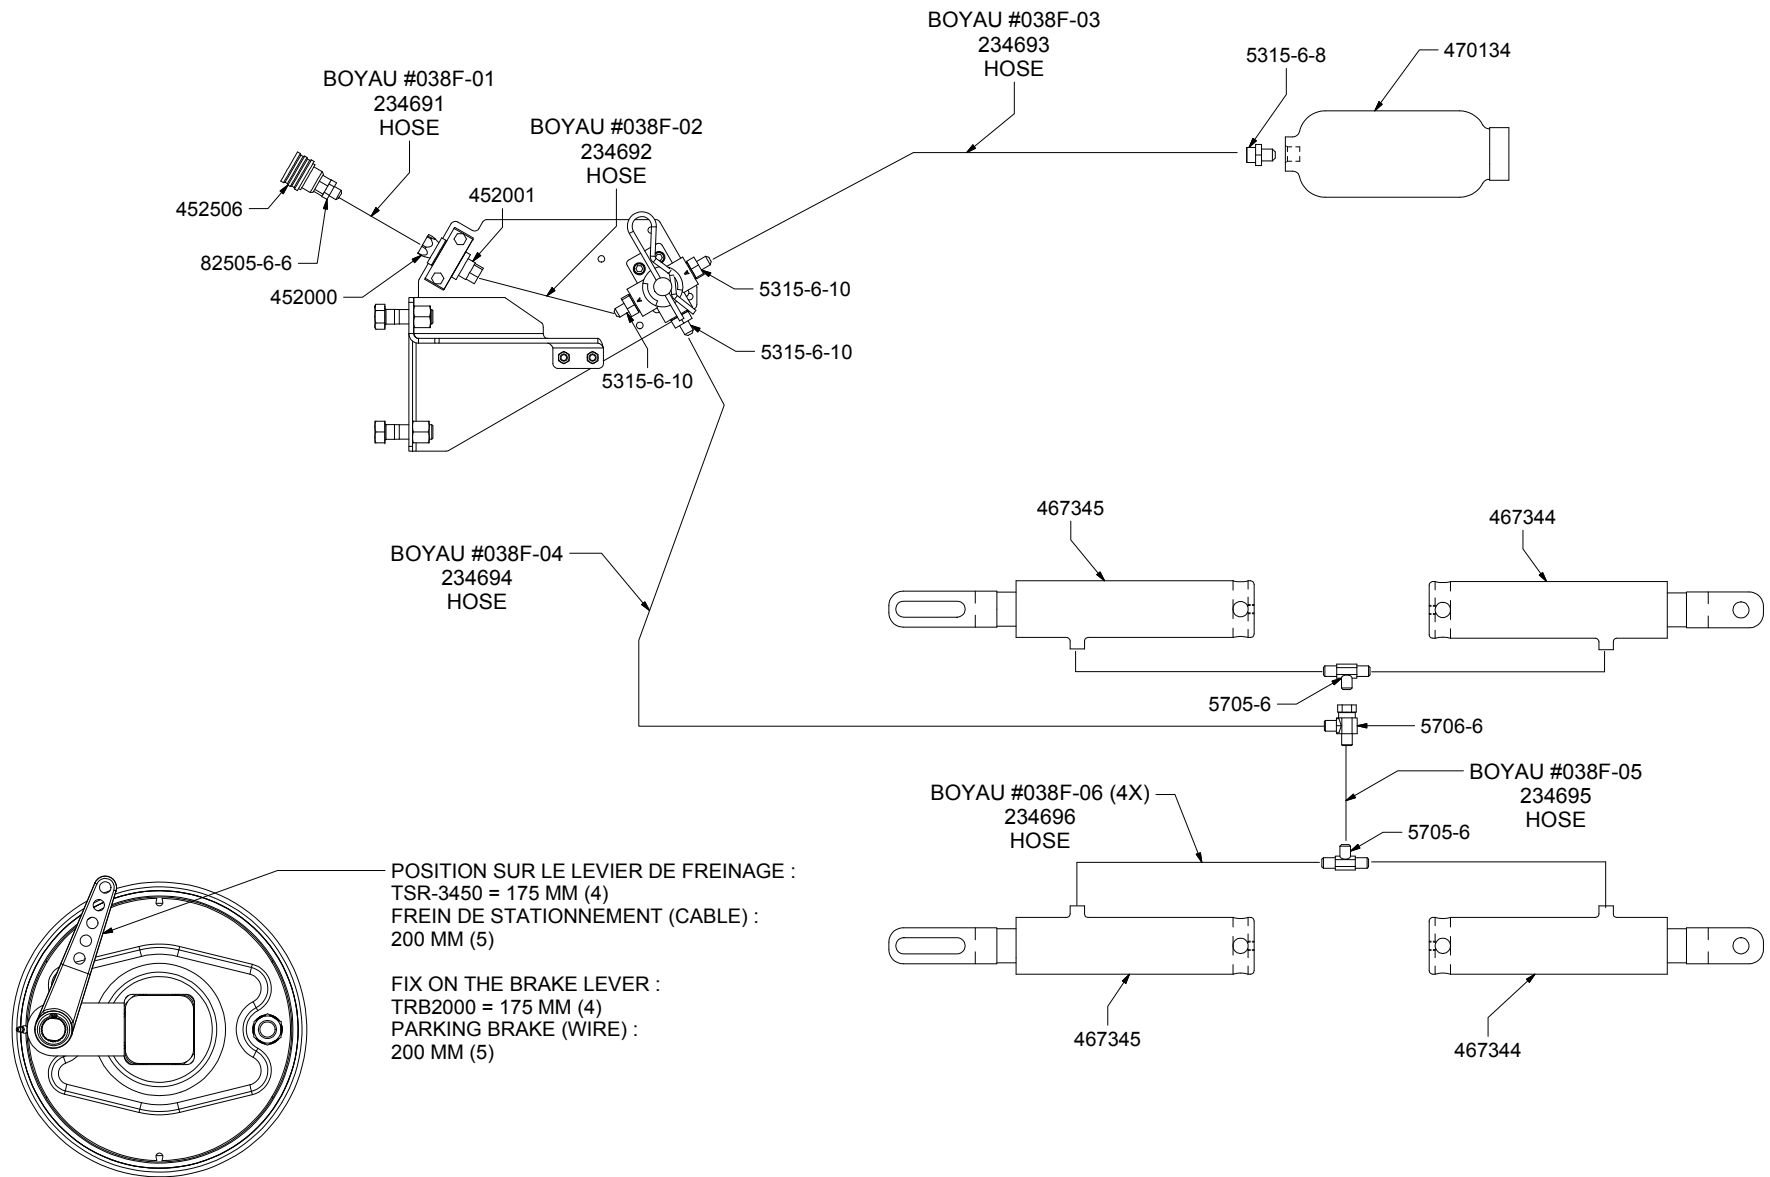 BOYAU #038F-03
234693
HOSE
5315-6-8
470134
BOYAU #038F-01
234691
HOSE
BOYAU #038F-02
234692
HOSE
452506
452001
82505-6-6
452000
5315-6-10
5315-6-10
5315-6-10
BOYAU #038F-04
234694
HOSE
467345
467344
5705-6
5706-6
BOYAU #038F-05
234695
HOSE
BOYAU #038F-06 (4X)
234696
HOSE
5705-6
467345
467344
POSITION SUR LE LEVIER DE FREINAGE :
TSR-3450 = 175 MM (4)
FREIN DE STATIONNEMENT (CABLE) :
200 MM (5)
FIX ON THE BRAKE LEVER :
TRB2000 = 175 MM (4)
PARKING BRAKE (WIRE) :
200 MM (5)